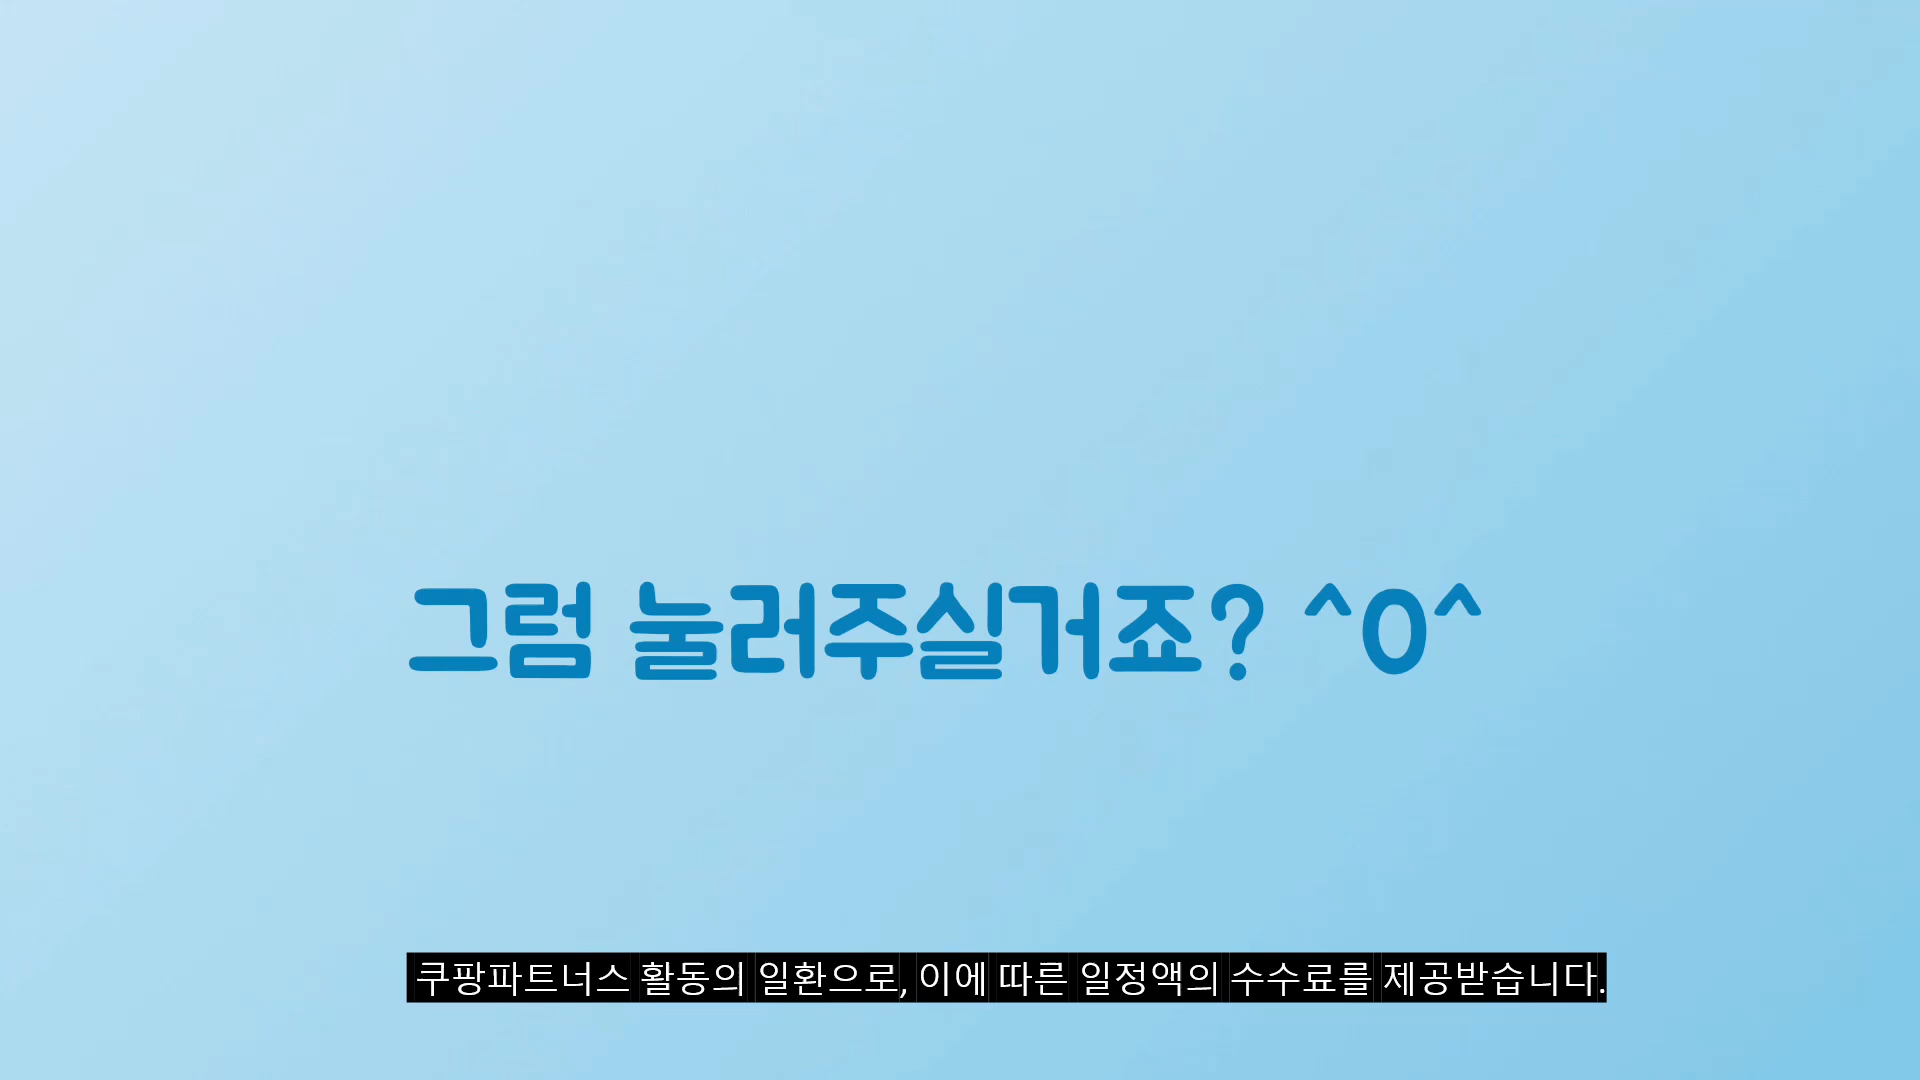 그럼 눌러주실거죠? ^0^
쿠팡파트너스 활동의 일환으로, 이에 따른 일정액의 수수료를 제공받습니다.